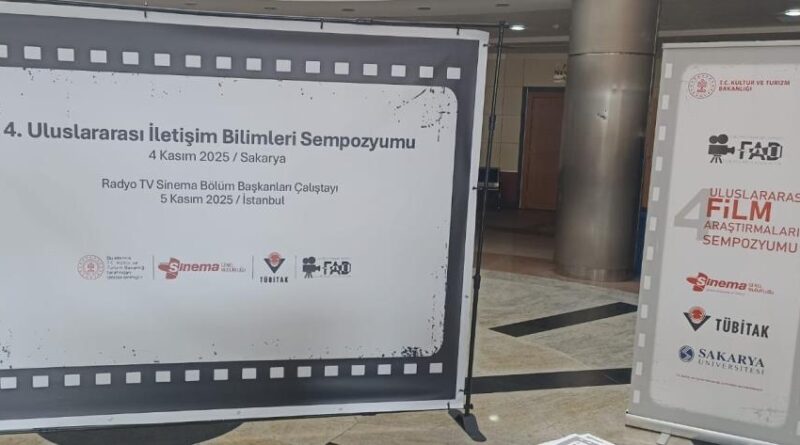 4. Uluslararası İletişim Bilimleri Sempozyumu
4 Kasım 2025 / Sakarya
Radyo TV Sinema Bölüm Başkanları Çalıştayı
5 Kasım 2025 / İstanbul
Sinema
TÜBİTAK
FAD
T.C. KÜLTÜR VE TURİZM
BAKANLIĞI
FAD
4
ULUSLARARAS
FİLM
ARAŞTIRMALARI
SEMPOZYUMU
Sinema
TÜBİTAK
SAKARYA
ÜNİVERSİTESİ